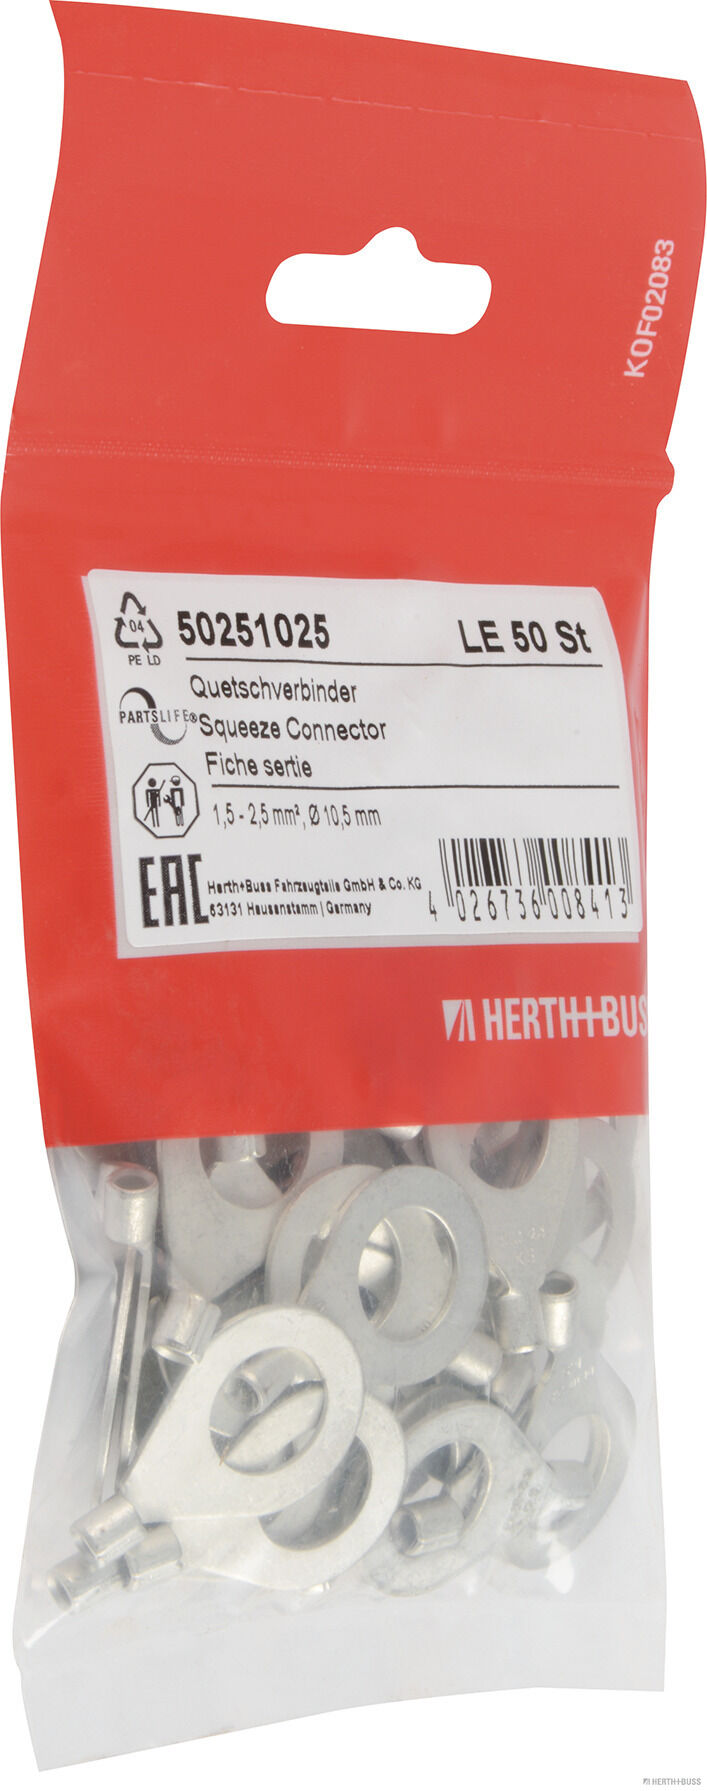 KOF02083
04
PE LD
50251025
LE 50 St
PARTSLIFE®
Quetschverbinder
Squeeze Connector
Fiche sertie
1,5 - 2,5 mm², Ø 10,5 mm
EAC
Herth+Buss Fahrzeugteile GmbH & Co. KG
63131 Heusenstamm | Germany
4 026736 008413
HERTH+BUSS
HERTH+BUSS